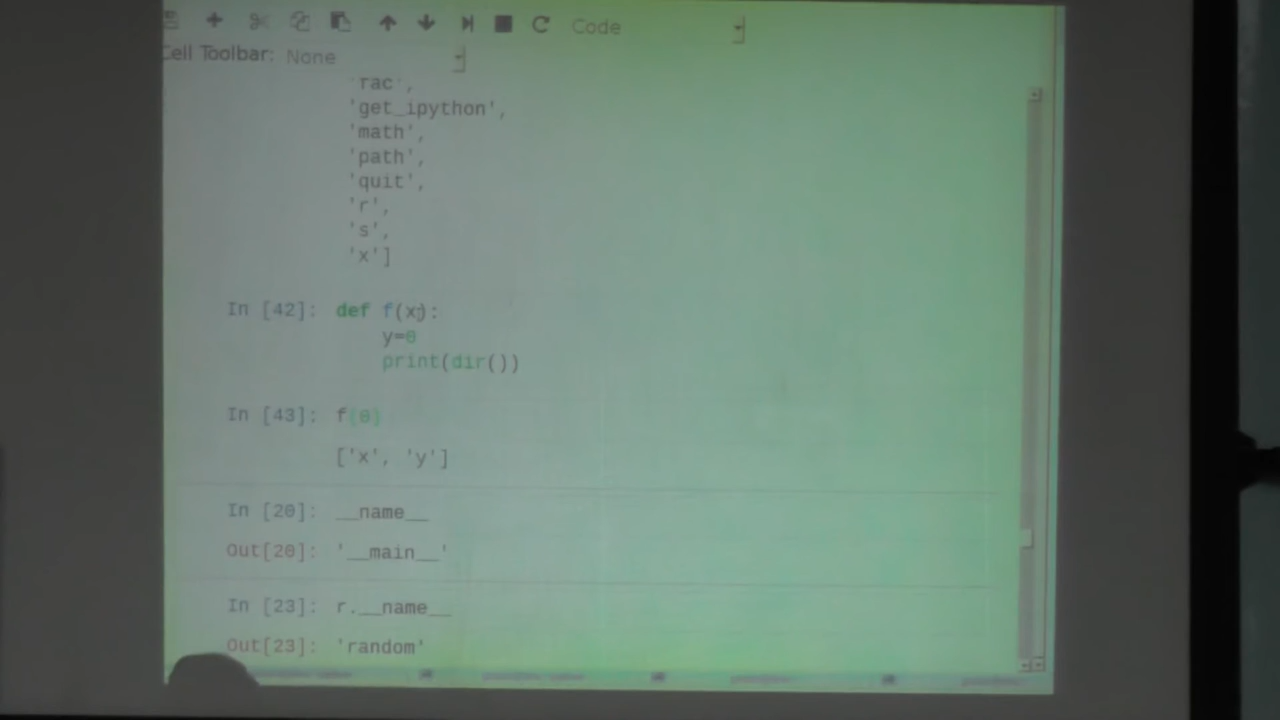 Code
Cell Toolbar: None
'rac',
'get_ipython',
'math',
'path',
'quit',
'r',
's',
'x']
In [42]: def f(x):
y=0
print(dir())
In [43]: f(0)
['x', 'y']
In [20]: __name__
Out[20]: '__main__'
In [23]: r.__name__
Out[23]: 'random'